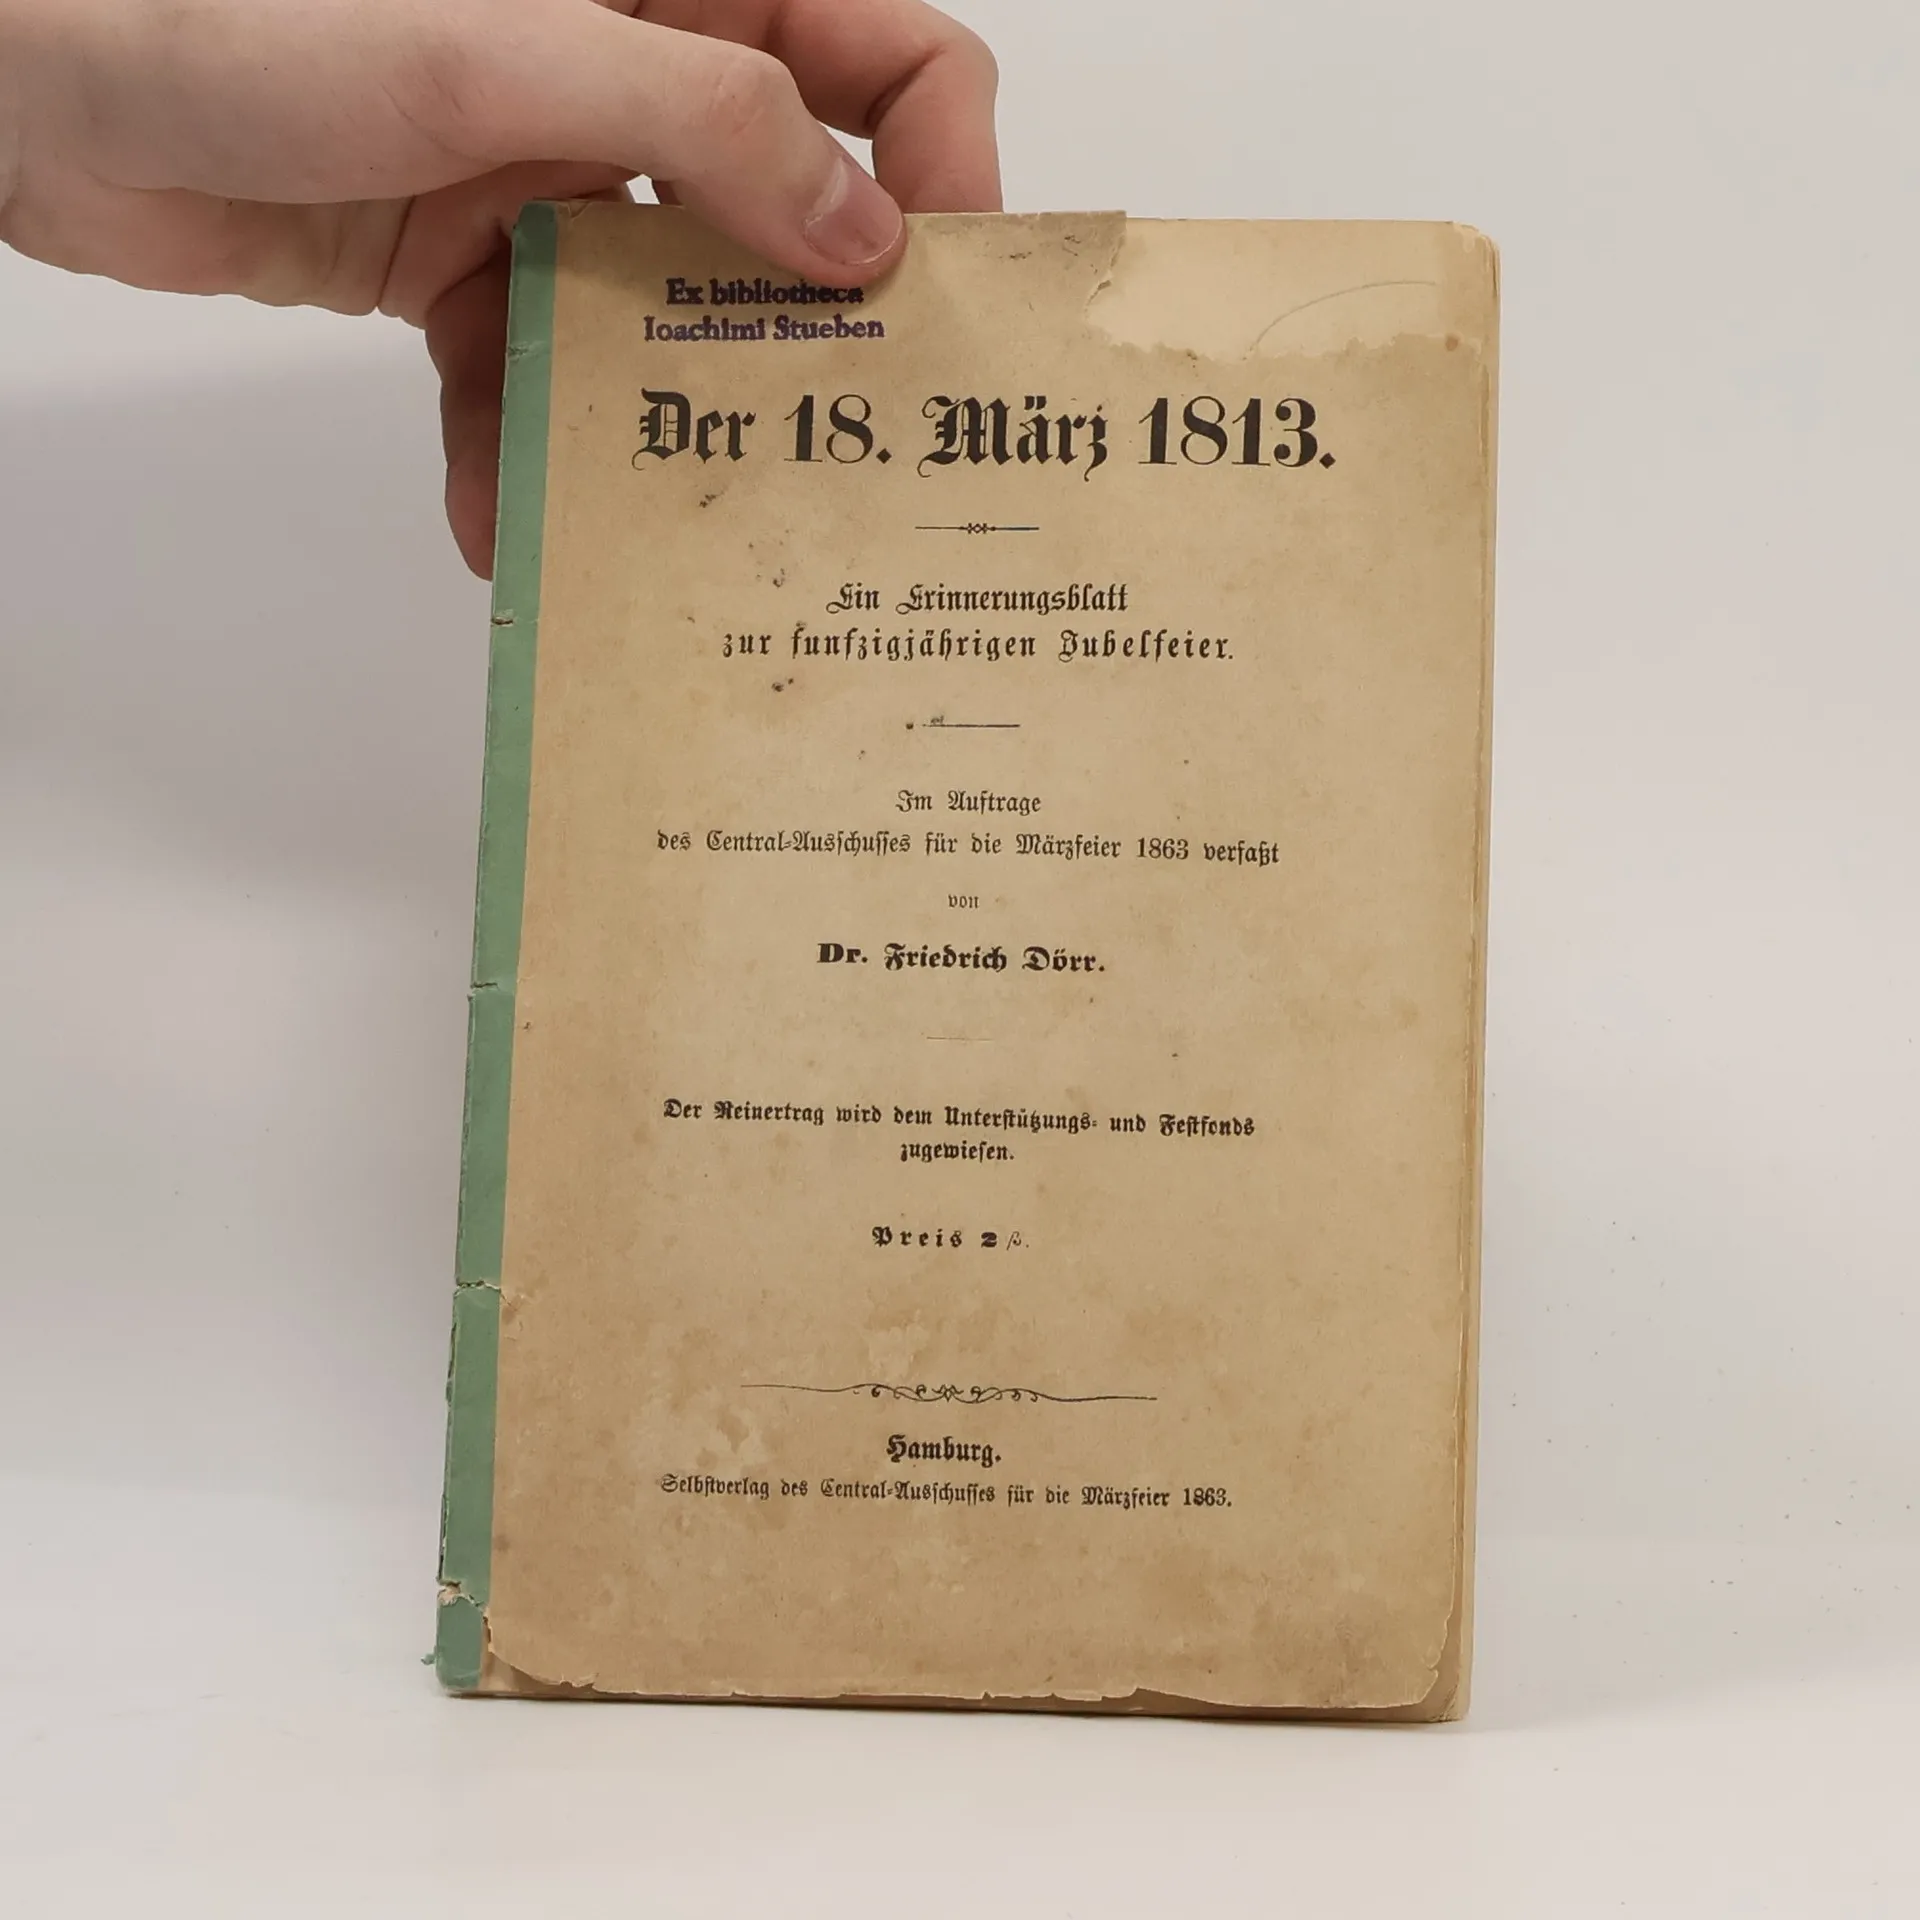 Ex bibliotheca
Ioachimi Stueben
Der 18. März 1813.
Ein Erinnerungsblatt
zur funfzigjährigen Jubelfeier.
Im Auftrage
des Central-Ausschusses für die Märzfeier 1863 verfaßt
von
Dr. Friedrich Dörr.
Der Reinertrag wird dem Unterstützungs- und Festfonds
zugewiesen.
Preis 2 ß.
Hamburg.
Selbstverlag des Central-Ausschusses für die Märzfeier 1863.